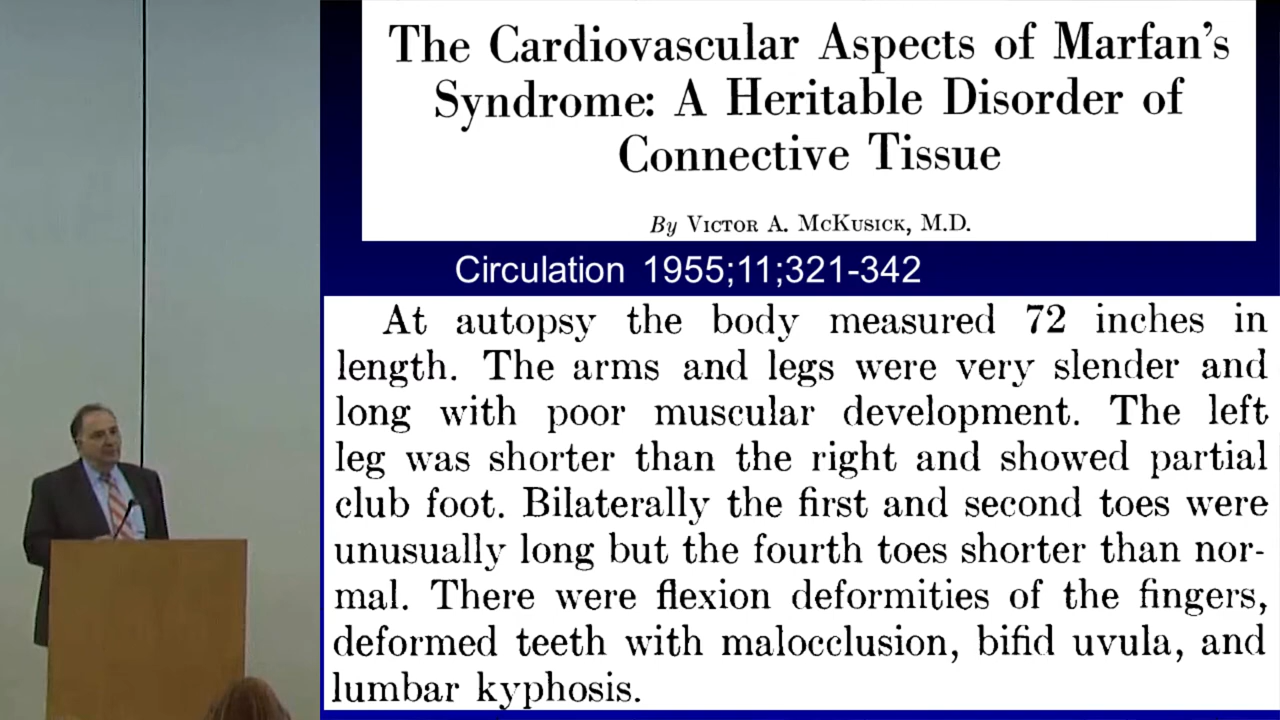 The Cardiovascular Aspects of Marfan's
Syndrome: A Heritable Disorder of
Connective Tissue
By VICTOR A. MCKUSICK, M.D.
Circulation 1955;11;321-342
At autopsy the body measured 72 inches in
length. The arms and legs were very slender and
long with poor muscular development. The left
leg was shorter than the right and showed partial
club foot. Bilaterally the first and second toes were
unusually long but the fourth toes shorter than nor-
mal. There were flexion deformities of the fingers,
deformed teeth with malocclusion, bifid uvula, and
lumbar kyphosis.